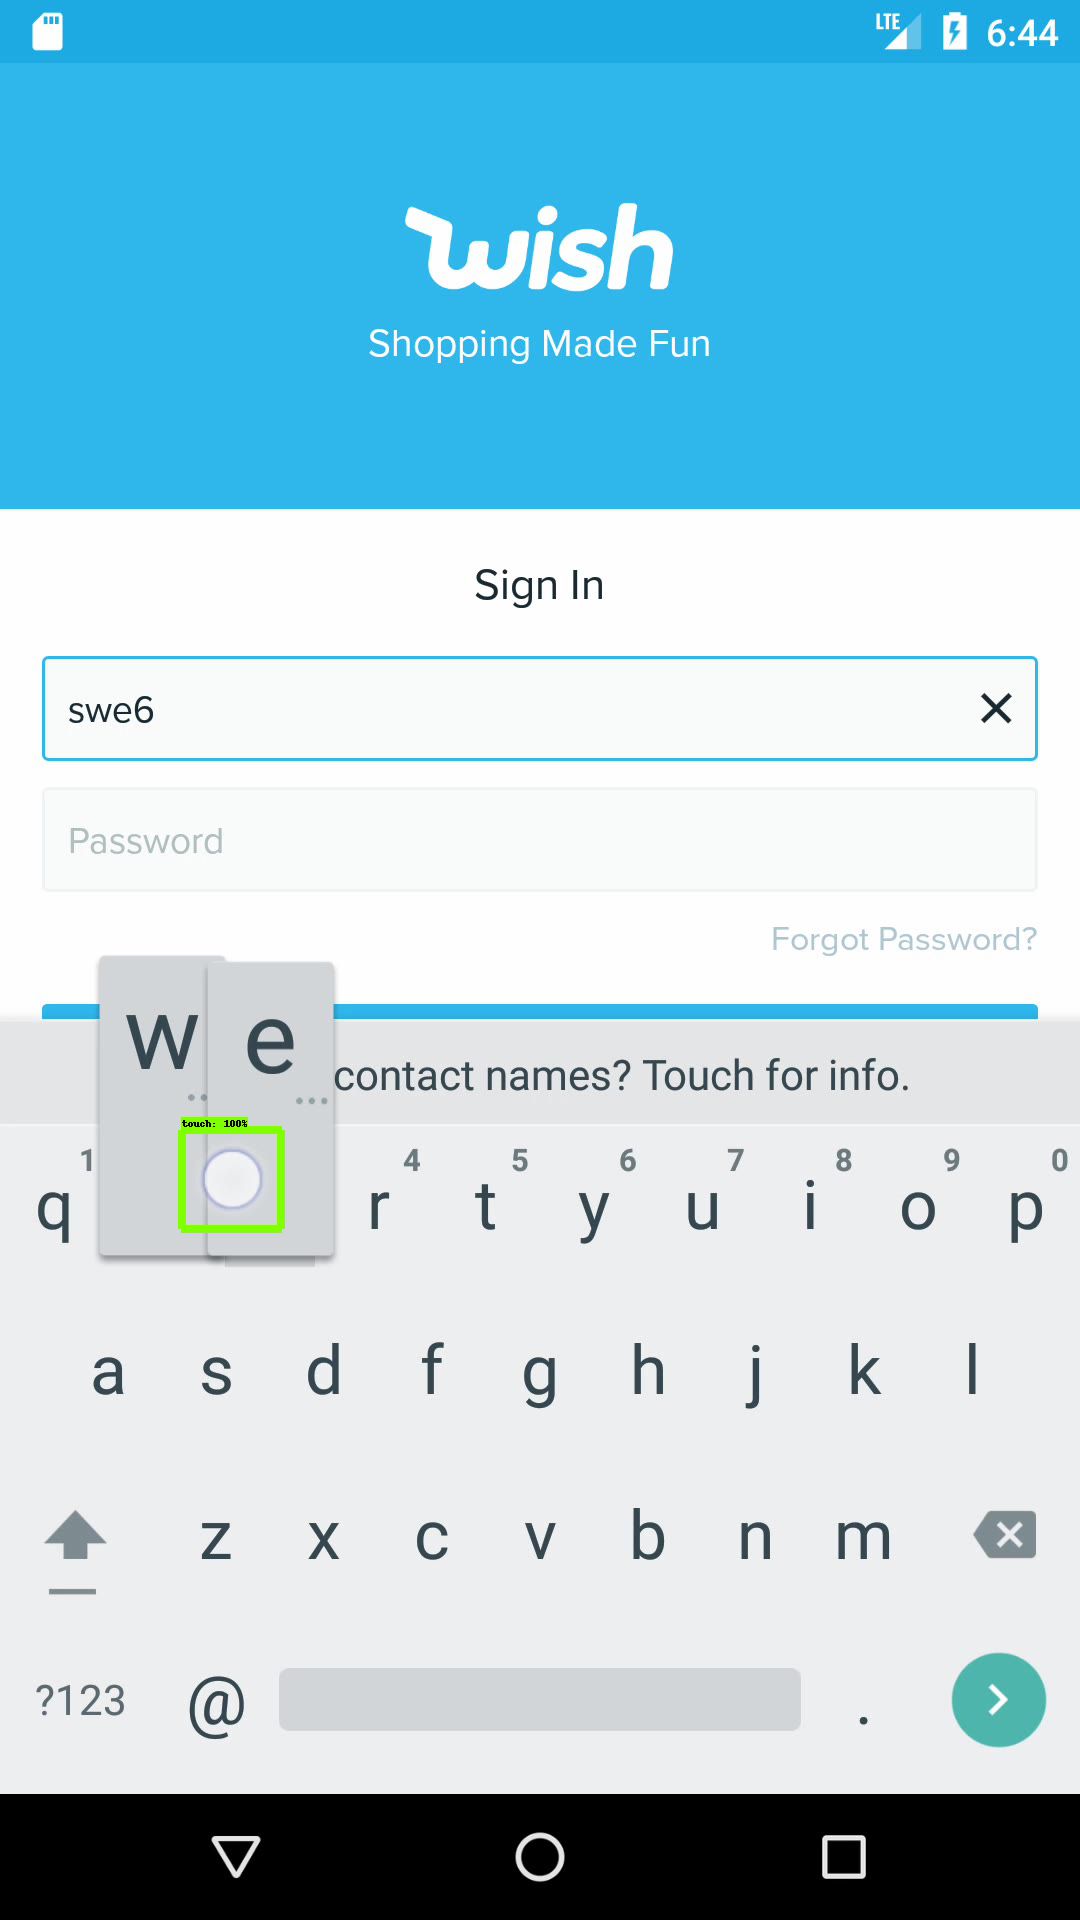 LTE 6:44
wish
Shopping Made Fun
Sign In
swe6
Password
Forgot Password?
w e
contact names? Touch for info.
touch: 100%
1 4 5 6 7 8 9 0
q r t y u i o p
a s d f g h j k l
z x c v b n m
?123 @ .